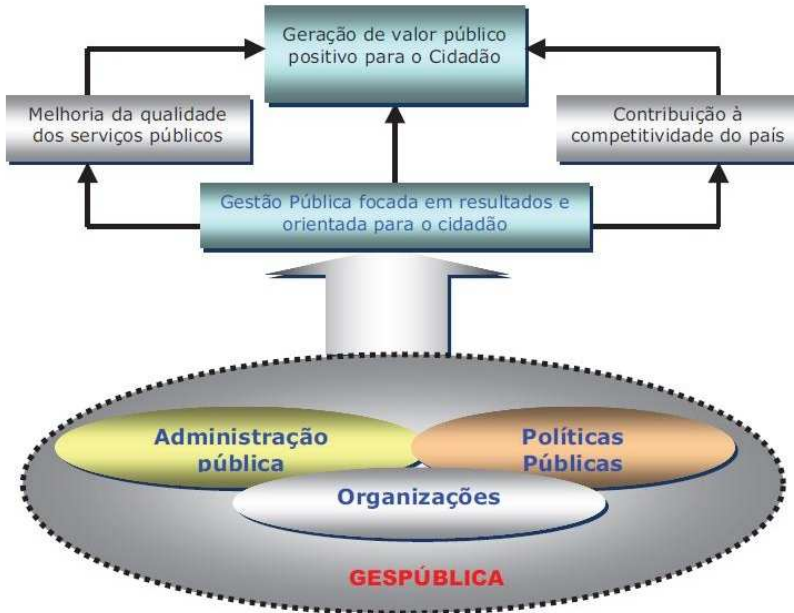 Geração de valor público
positivo para o Cidadão
Melhoria da qualidade
dos serviços públicos
Contribuição à
competitividade do país
Gestão Pública focada em resultados e
orientada para o cidadão
Administração
pública
Políticas
Públicas
Organizações
GESPÚBLICA